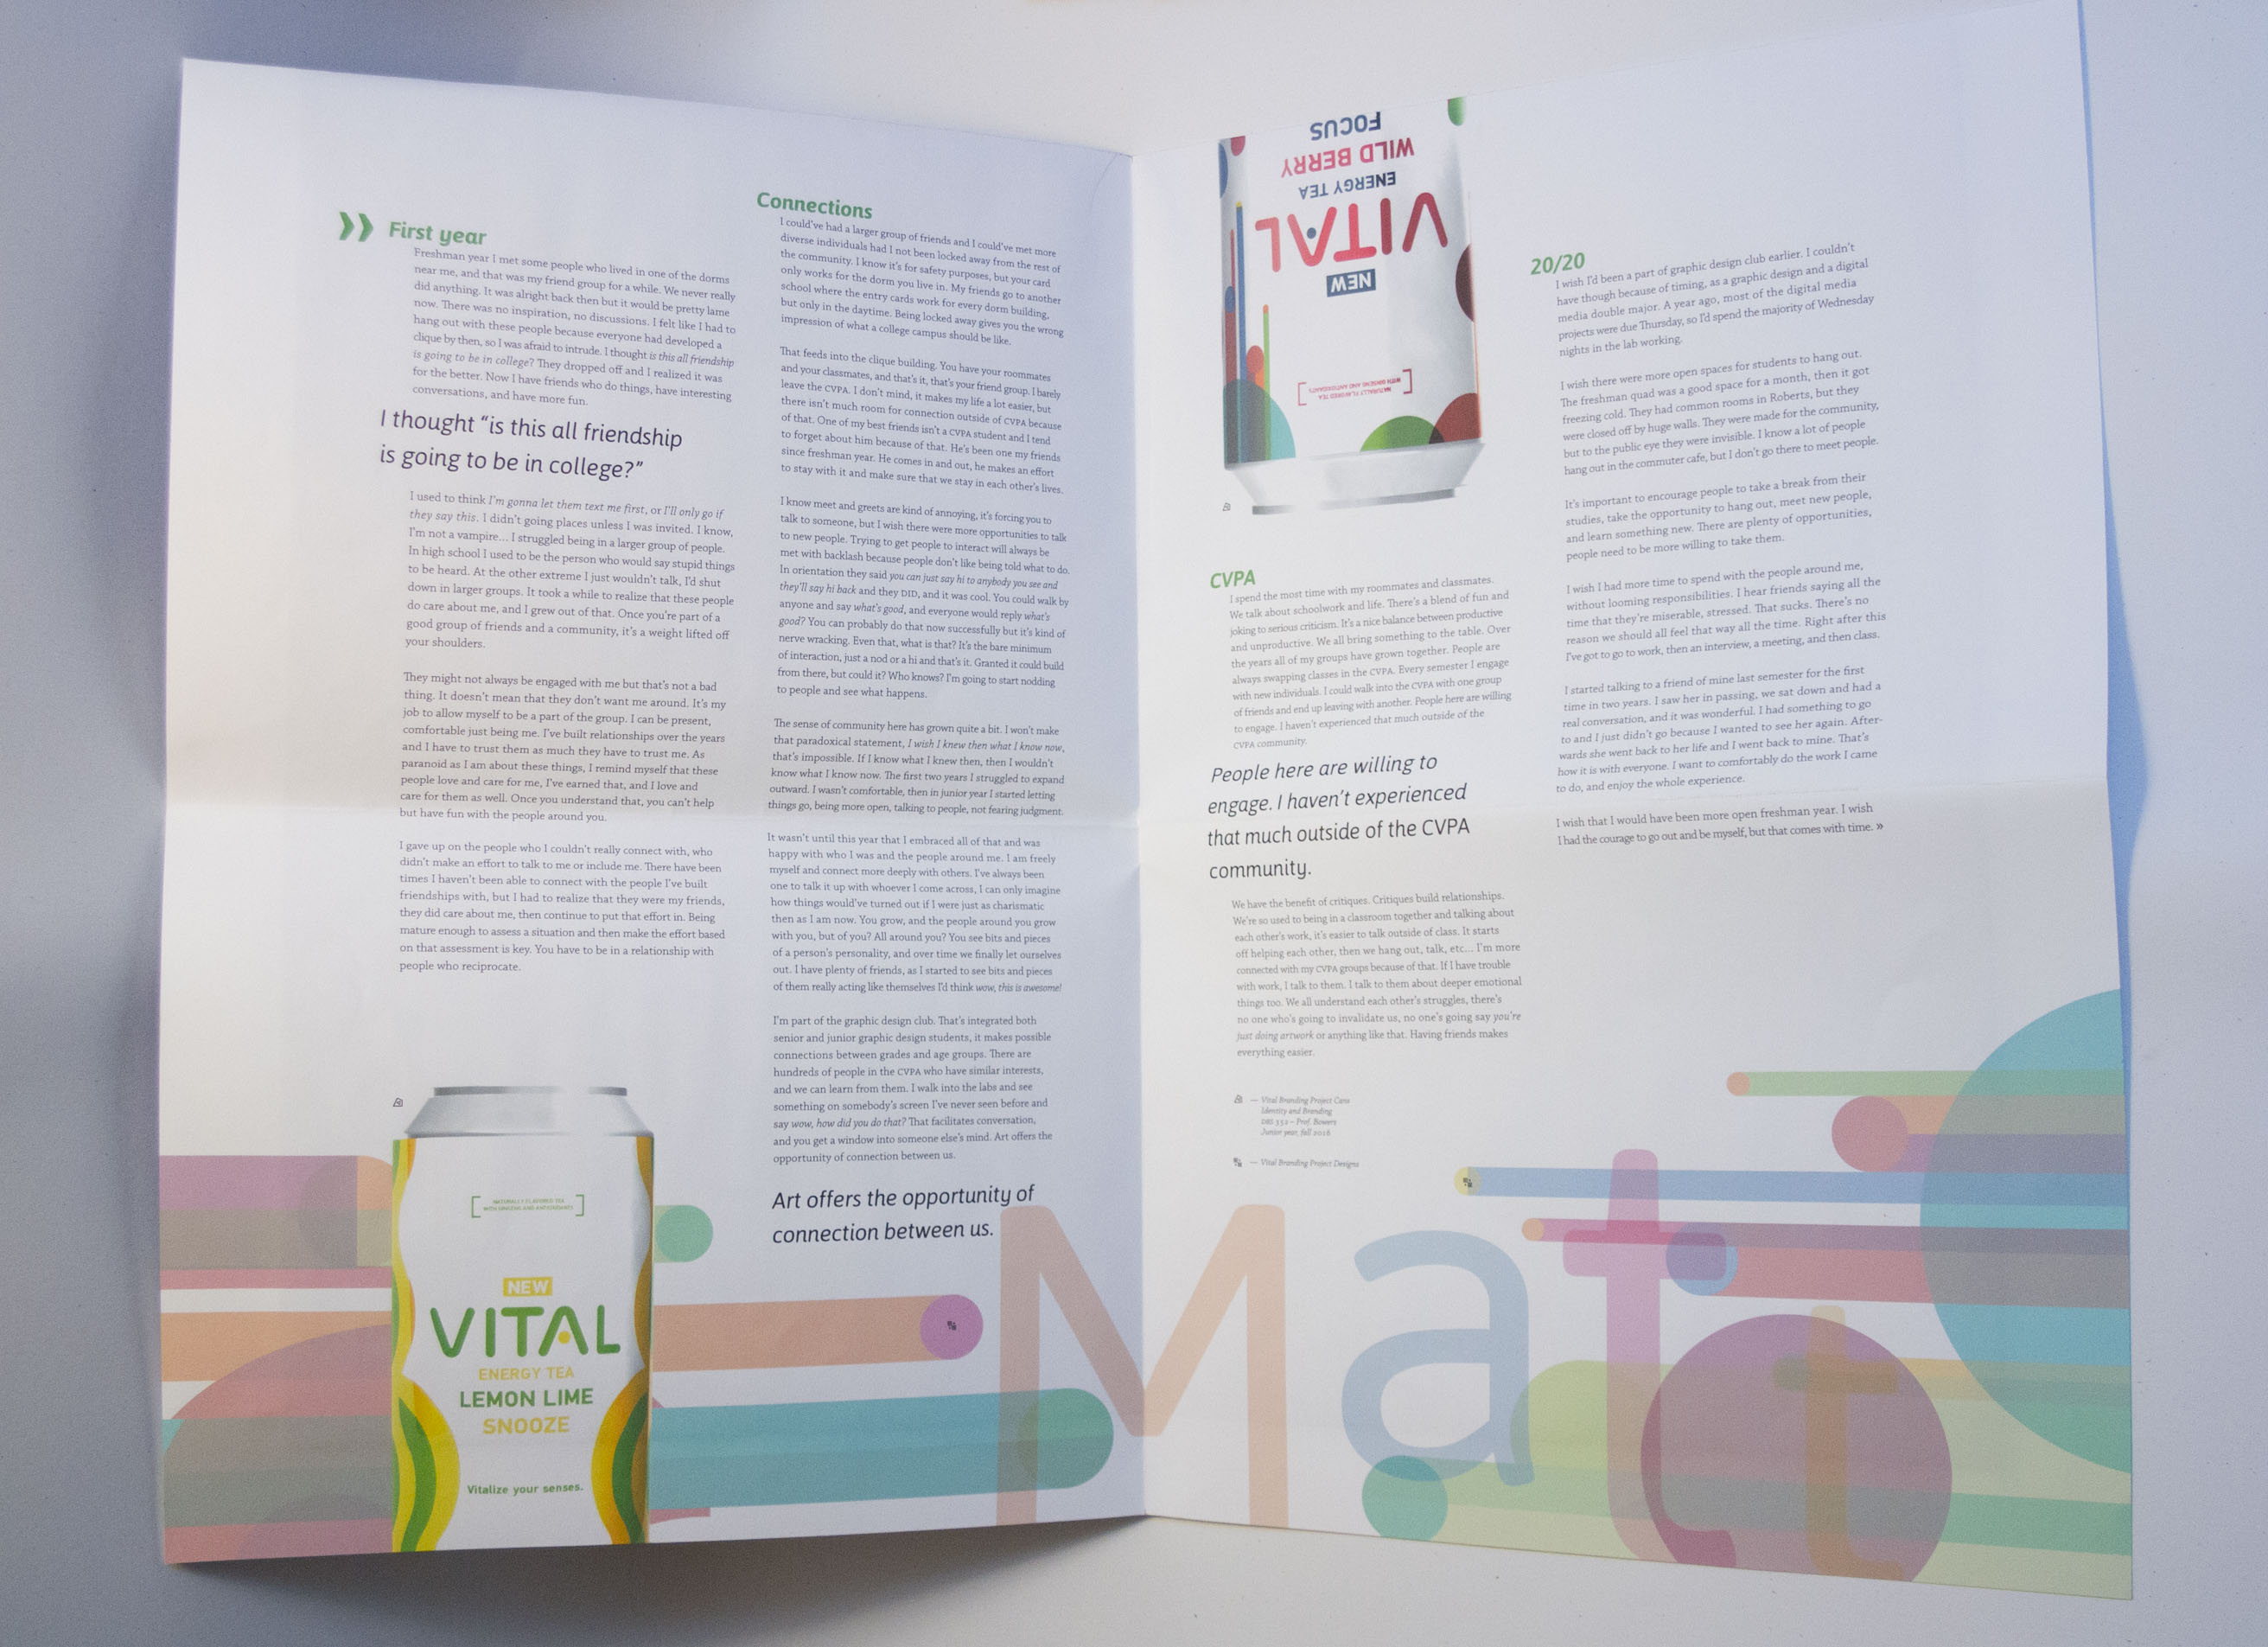 First year
Freshman year I met some people who lived in one of the dorms
near me, and that was my friend group for a while. We never really
did anything. It was alright back then but it would be pretty lame
now. There was no inspiration, no discussions. I felt like I had to
hang out with these people because everyone had developed a
clique by then, so I was afraid to intrude. I thought is this all friendship
is going to be in college? They dropped off and I realized it was
for the better. Now I have friends who do things, have interesting
conversations, and have more fun.
I thought “is this all friendship
is going to be in college?”
I used to think I'm gonna let them text me first, or I'll only go if
they say this. I didn't going places unless I was invited. I know,
I'm not a vampire... I struggled being in a larger group of people.
In high school I used to be the person who would say stupid things
to be heard. At the other extreme I just wouldn't talk, I'd shut
down in larger groups. It took a while to realize that these people
do care about me, and I grew out of that. Once you're part of a
good group of friends and a community, it's a weight lifted off
your shoulders.
They might not always be engaged with me but that's not a bad
thing. It doesn't mean that they don't want me around. It's my
job to allow myself to be a part of the group. I can be present,
comfortable just being me. I've built relationships over the years
and I have to trust them as much they have to trust me. As
paranoid as I am about these things, I remind myself that these
people love and care for me, I've earned that, and I love and
care for them as well. Once you understand that, you can't help
but have fun with the people around you.
I gave up on the people who I couldn't really connect with, who
didn't make an effort to talk to me or include me. There have been
times I haven't been able to connect with the people I've built
friendships with, but I had to realize that they were my friends,
they did care about me, then continue to put that effort in. Being
mature enough to assess a situation and then make the effort based
on that assessment is key. You have to be in a relationship with
people who reciprocate.
NATURALLY FLAVORED TEA
WITH GINSENG AND ANTIOXIDANTS
NEW
VITAL
ENERGY TEA
LEMON LIME
SNOOZE
Vitalize your senses.
Connections
I could've had a larger group of friends and I could've met more
diverse individuals had I not been locked away from the rest of
the community. I know it's for safety purposes, but your card
only works for the dorm you live in. My friends go to another
school where the entry cards work for every dorm building,
but only in the daytime. Being locked away gives you the wrong
impression of what a college campus should be like.
That feeds into the clique building. You have your roommates
and your classmates, and that's it, that's your friend group. I barely
leave the CVPA. I don't mind, it makes my life a lot easier, but
there isn't much room for connection outside of CVPA because
of that. One of my best friends isn't a CVPA student and I tend
to forget about him because of that. He's been one my friends
since freshman year. He comes in and out, he makes an effort
to stay with it and make sure that we stay in each other's lives.
I know meet and greets are kind of annoying, it's forcing you to
talk to someone, but I wish there were more opportunities to talk
to new people. Trying to get people to interact will always be
met with backlash because people don't like being told what to do.
In orientation they said you can just say hi to anybody you see and
they'll say hi back and they DID, and it was cool. You could walk by
anyone and say what's good, and everyone would reply what's
good? You can probably do that now successfully but it's kind of
nerve wracking. Even that, what is that? It's the bare minimum
of interaction, just a nod or a hi and that's it. Granted it could build
from there, but could it? Who knows? I'm going to start nodding
to people and see what happens.
The sense of community here has grown quite a bit. I won't make
that paradoxical statement, I wish I knew then what I know now,
that's impossible. If I know what I knew then, then I wouldn't
know what I know now. The first two years I struggled to expand
outward. I wasn't comfortable, then in junior year I started letting
things go, being more open, talking to people, not fearing judgment.
It wasn't until this year that I embraced all of that and was
happy with who I was and the people around me. I am freely
myself and connect more deeply with others. I've always been
one to talk it up with whoever I come across, I can only imagine
how things would've turned out if I were just as charismatic
then as I am now. You grow, and the people around you grow
with you, but of you? All around you? You see bits and pieces
of a person's personality, and over time we finally let ourselves
out. I have plenty of friends, as I started to see bits and pieces
of them really acting like themselves I'd think wow, this is awesome!
I'm part of the graphic design club. That's integrated both
senior and junior graphic design students, it makes possible
connections between grades and age groups. There are
hundreds of people in the CVPA who have similar interests,
and we can learn from them. I walk into the labs and see
something on somebody's screen I've never seen before and
say wow, how did you do that? That facilitates conversation,
and you get a window into someone else's mind. Art offers the
opportunity of connection between us.
Art offers the opportunity of
connection between us.
FOCUS
WILD BERRY
ENERGY TEA
VITAL
NEW
NATURALLY FLAVORED TEA
WITH GINSENG AND ANTIOXIDANTS
CVPA
I spend the most time with my roommates and classmates.
We talk about schoolwork and life. There's a blend of fun and
joking to serious criticism. It's a nice balance between productive
and unproductive. We all bring something to the table. Over
the years all of my groups have grown together. People are
always swapping classes in the CVPA. Every semester I engage
with new individuals. I could walk into the CVPA with one group
of friends and end up leaving with another. People here are willing
to engage. I haven't experienced that much outside of the
CVPA community.
People here are willing to
engage. I haven't experienced
that much outside of the CVPA
community.
We have the benefit of critiques. Critiques build relationships.
We're so used to being in a classroom together and talking about
each other's work, it's easier to talk outside of class. It starts
off helping each other, then we hang out, talk, etc... I'm more
connected with my CVPA groups because of that. If I have trouble
with work, I talk to them. I talk to them about deeper emotional
things too. We all understand each other's struggles, there's
no one who's going to invalidate us, no one's going say you're
just doing artwork or anything like that. Having friends makes
everything easier.
— Vital Branding Project Cans
Identity and Branding
DES 352 – Prof. Bowers
Junior year, fall 2016
— Vital Branding Project Designs
20/20
I wish I'd been a part of graphic design club earlier. I couldn't
have though because of timing, as a graphic design and a digital
media double major. A year ago, most of the digital media
projects were due Thursday, so I'd spend the majority of Wednesday
nights in the lab working.
I wish there were more open spaces for students to hang out.
The freshman quad was a good space for a month, then it got
freezing cold. They had common rooms in Roberts, but they
were closed off by huge walls. They were made for the community,
but to the public eye they were invisible. I know a lot of people
hang out in the commuter cafe, but I don't go there to meet people.
It's important to encourage people to take a break from their
studies, take the opportunity to hang out, meet new people,
and learn something new. There are plenty of opportunities,
people need to be more willing to take them.
I wish I had more time to spend with the people around me,
without looming responsibilities. I hear friends saying all the
time that they're miserable, stressed. That sucks. There's no
reason we should all feel that way all the time. Right after this
I've got to go to work, then an interview, a meeting, and then class.
I started talking to a friend of mine last semester for the first
time in two years. I saw her in passing, we sat down and had a
real conversation, and it was wonderful. I had something to go
to and I just didn't go because I wanted to see her again. After-
wards she went back to her life and I went back to mine. That's
how it is with everyone. I want to comfortably do the work I came
to do, and enjoy the whole experience.
I wish that I would have been more open freshman year. I wish
I had the courage to go out and be myself, but that comes with time. »
Matt